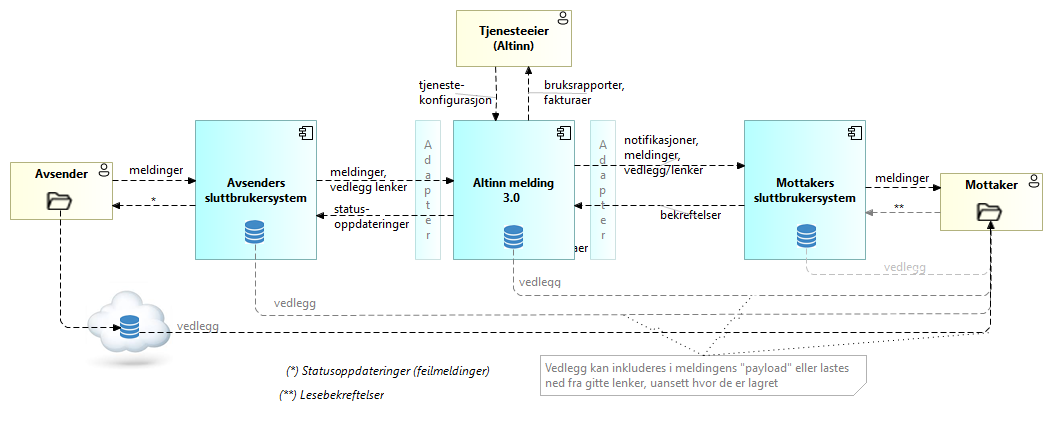 Tjenesteeier
(Altinn)
tjeneste-
konfigurasjon
bruksrapporter,
fakturaer
Avsender
meldinger
*
Avsenders
sluttbrukersystem
meldinger,
vedlegg lenker
status-
oppdateringer
Adapter
Altinn melding
3.0
Adapter
notifikasjoner,
meldinger,
vedlegg/lenker
bekreftelser
aer
Mottakers
sluttbrukersystem
meldinger
**
Mottaker
vedlegg
vedlegg
vedlegg
vedlegg
Vedlegg kan inkluderes i meldingens "payload" eller lastes
ned fra gitte lenker, uansett hvor de er lagret
(*) Statusoppdateringer (feilmeldinger)
(**) Lesebekreftelser